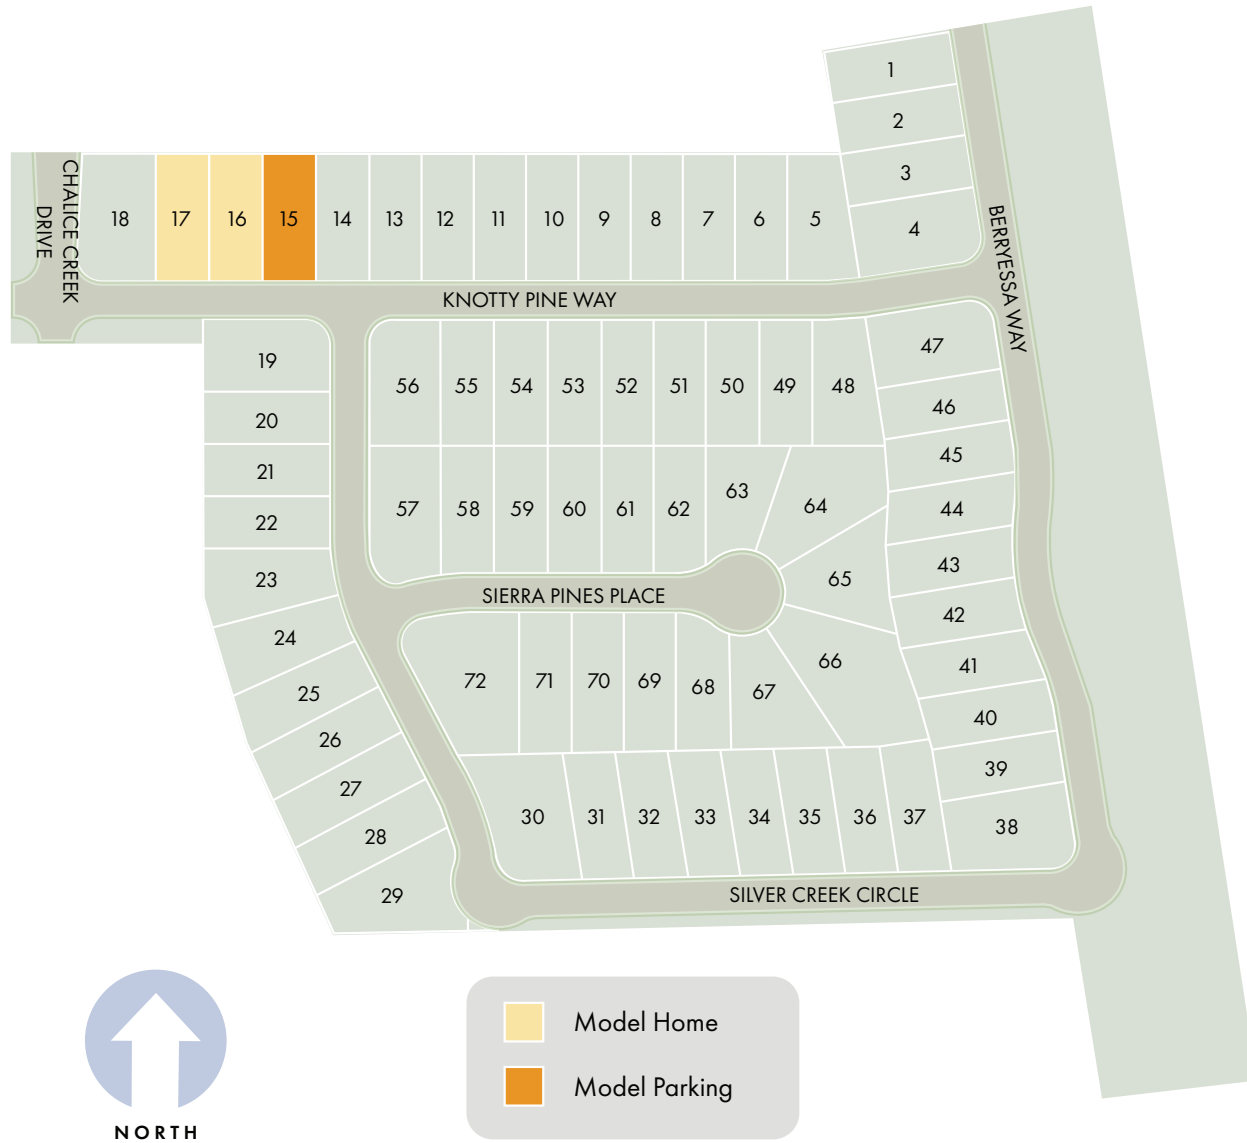 1
2
3
4
CHALICE CREEK
DRIVE
18 17 16 15 14 13 12 11 10 9 8 7 6 5
BERRYESSA WAY
KNOTTY PINE WAY
19
20
21
22
23
24
25
26
27
28
29
56 55 54 53 52 51 50 49 48
47
46
45
44
43
42
41
40
39
38
57 58 59 60 61 62 63 64
65
66
SIERRA PINES PLACE
72 71 70 69 68 67
30 31 32 33 34 35 36 37
SILVER CREEK CIRCLE
NORTH
Model Home
Model Parking